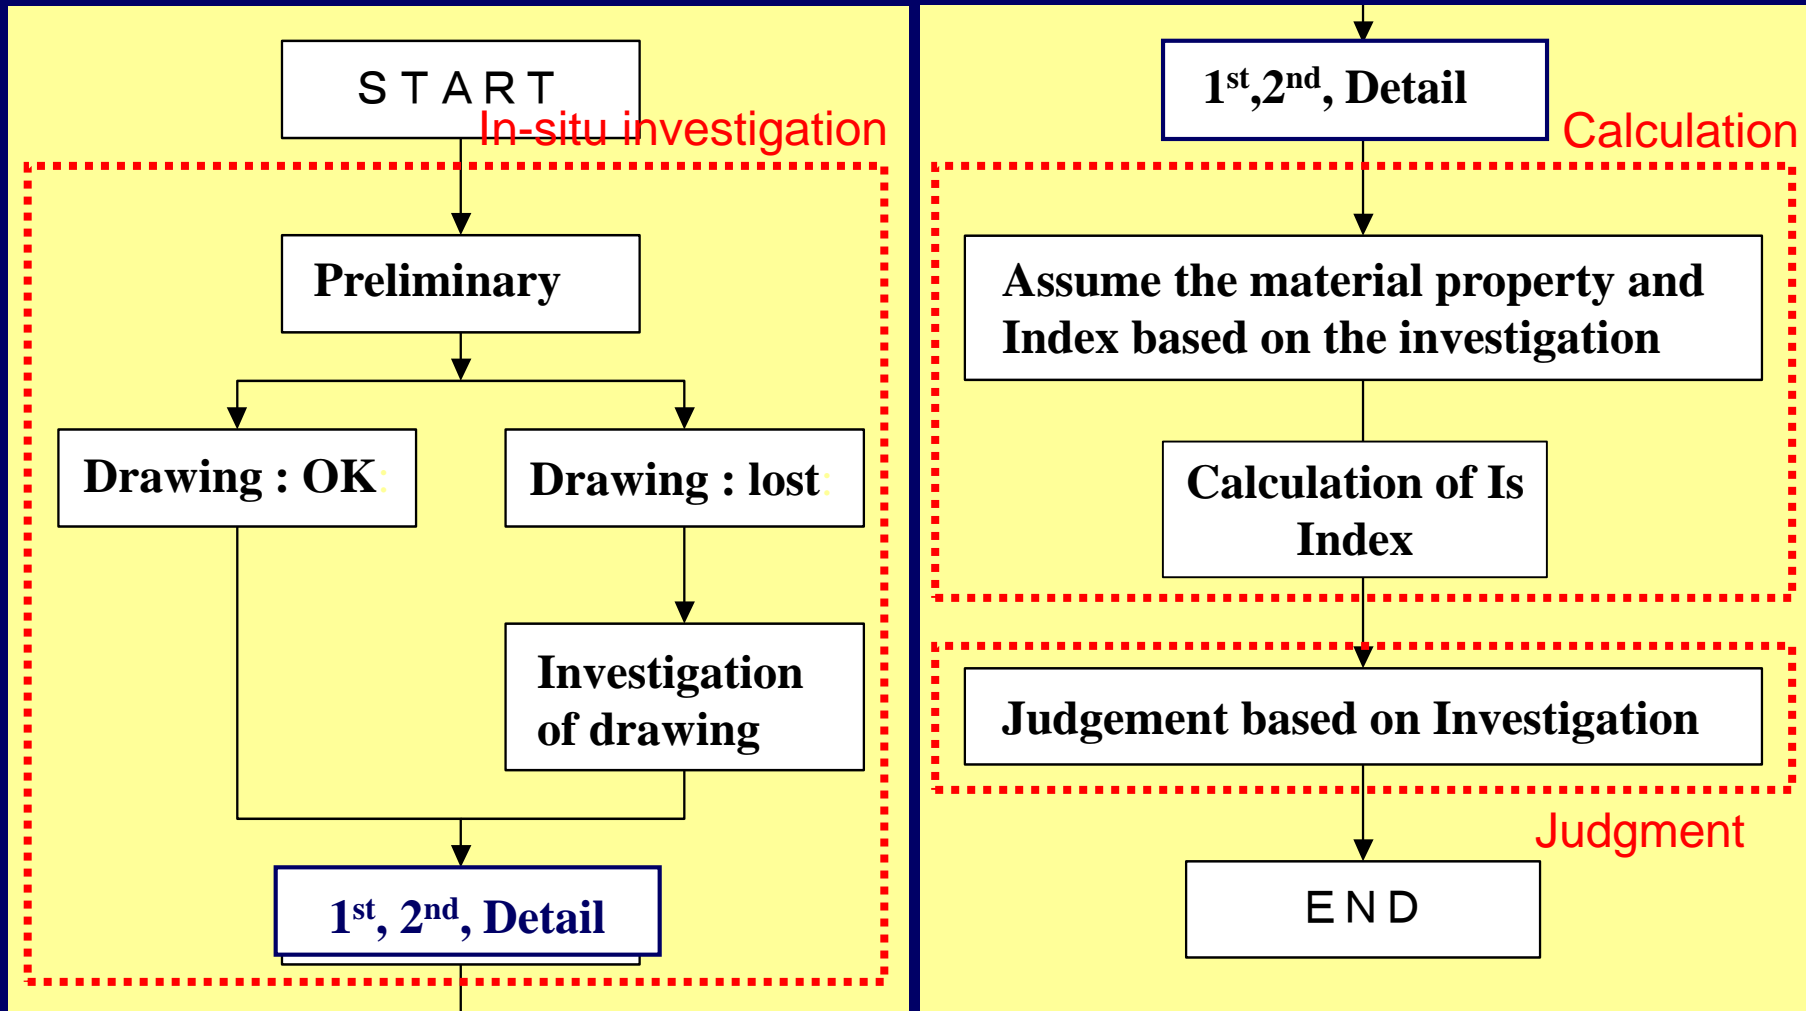 START
In-situ investigation
Preliminary
Drawing : OK:
Drawing : lost:
Investigation
of drawing
1st, 2nd, Detail
1st,2nd, Detail
Calculation
Assume the material property and
Index based on the investigation
Calculation of Is
Index
Judgement based on Investigation
Judgment
END